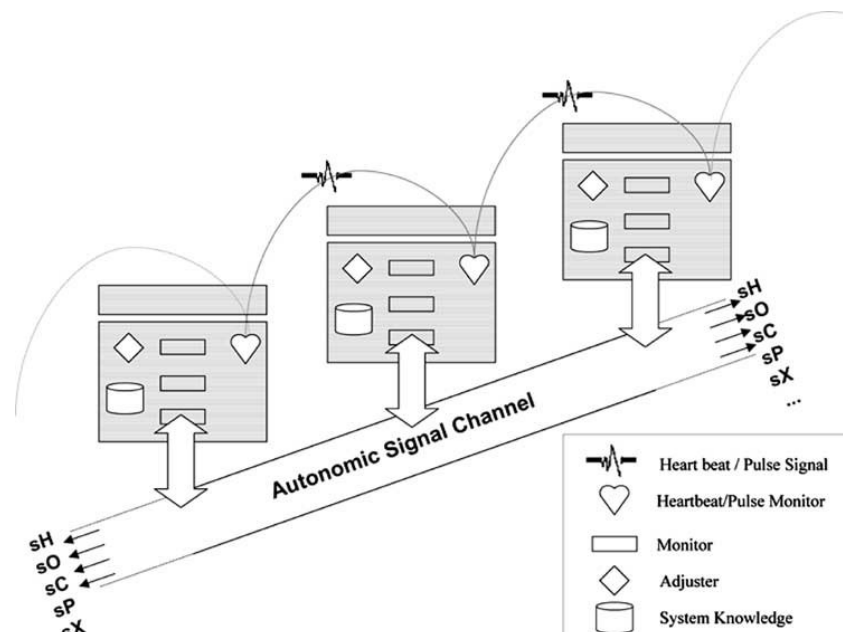 sH
sO
sC
sP
sX
...
Autonomic Signal Channel
sH
sO
sC
sP
sX
Heart beat / Pulse Signal
Heartbeat/Pulse Monitor
Monitor
Adjuster
System Knowledge